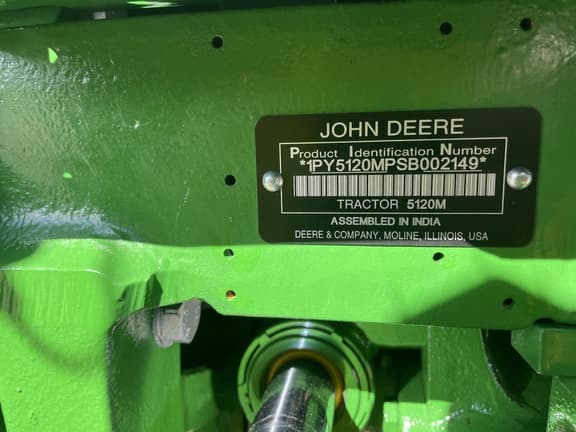 JOHN DEERE
Product Identification Number
*1PY5120MPSB002149*
TRACTOR 5120M
ASSEMBLED IN INDIA
DEERE & COMPANY, MOLINE, ILLINOIS, USA